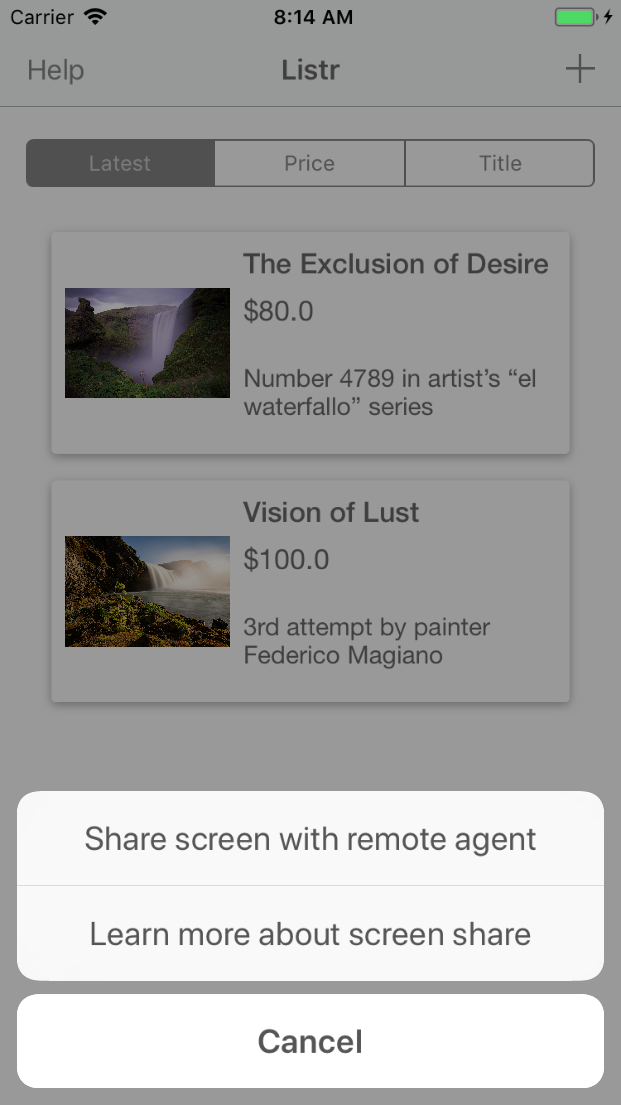 Carrier 8:14 AM
Help Listr
Latest Price Title
The Exclusion of Desire
$80.0
Number 4789 in artist’s “el
waterfallo” series
Vision of Lust
$100.0
3rd attempt by painter
Federico Magiano
Share screen with remote agent
Learn more about screen share
Cancel